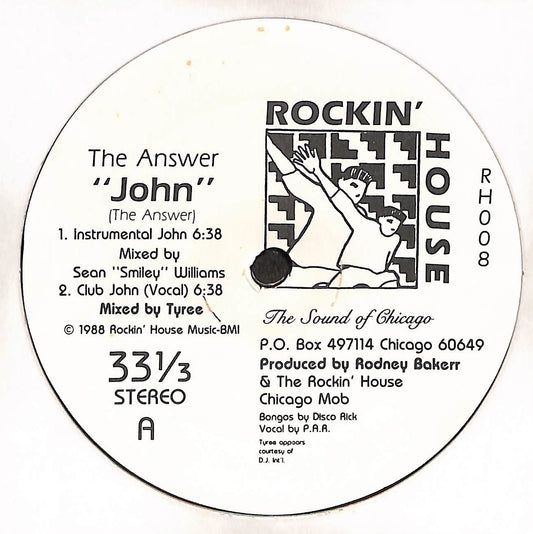 ROCKIN'
HOUSE
RH008
The Answer
"John"
(The Answer)
1. Instrumental John 6:38
Mixed by
Sean "Smiley" Williams
2. Club John (Vocal) 6:38
Mixed by Tyree
© 1988 Rockin' House Music-BMI
33⅓
STEREO
A
The Sound of Chicago
P.O. Box 497114 Chicago 60649
Produced by Rodney Bakerr
& The Rockin' House
Chicago Mob
Bongos by Disco Rick
Vocal by P.A.R.
Tyree appears
courtesy of
D.J. Int'l.